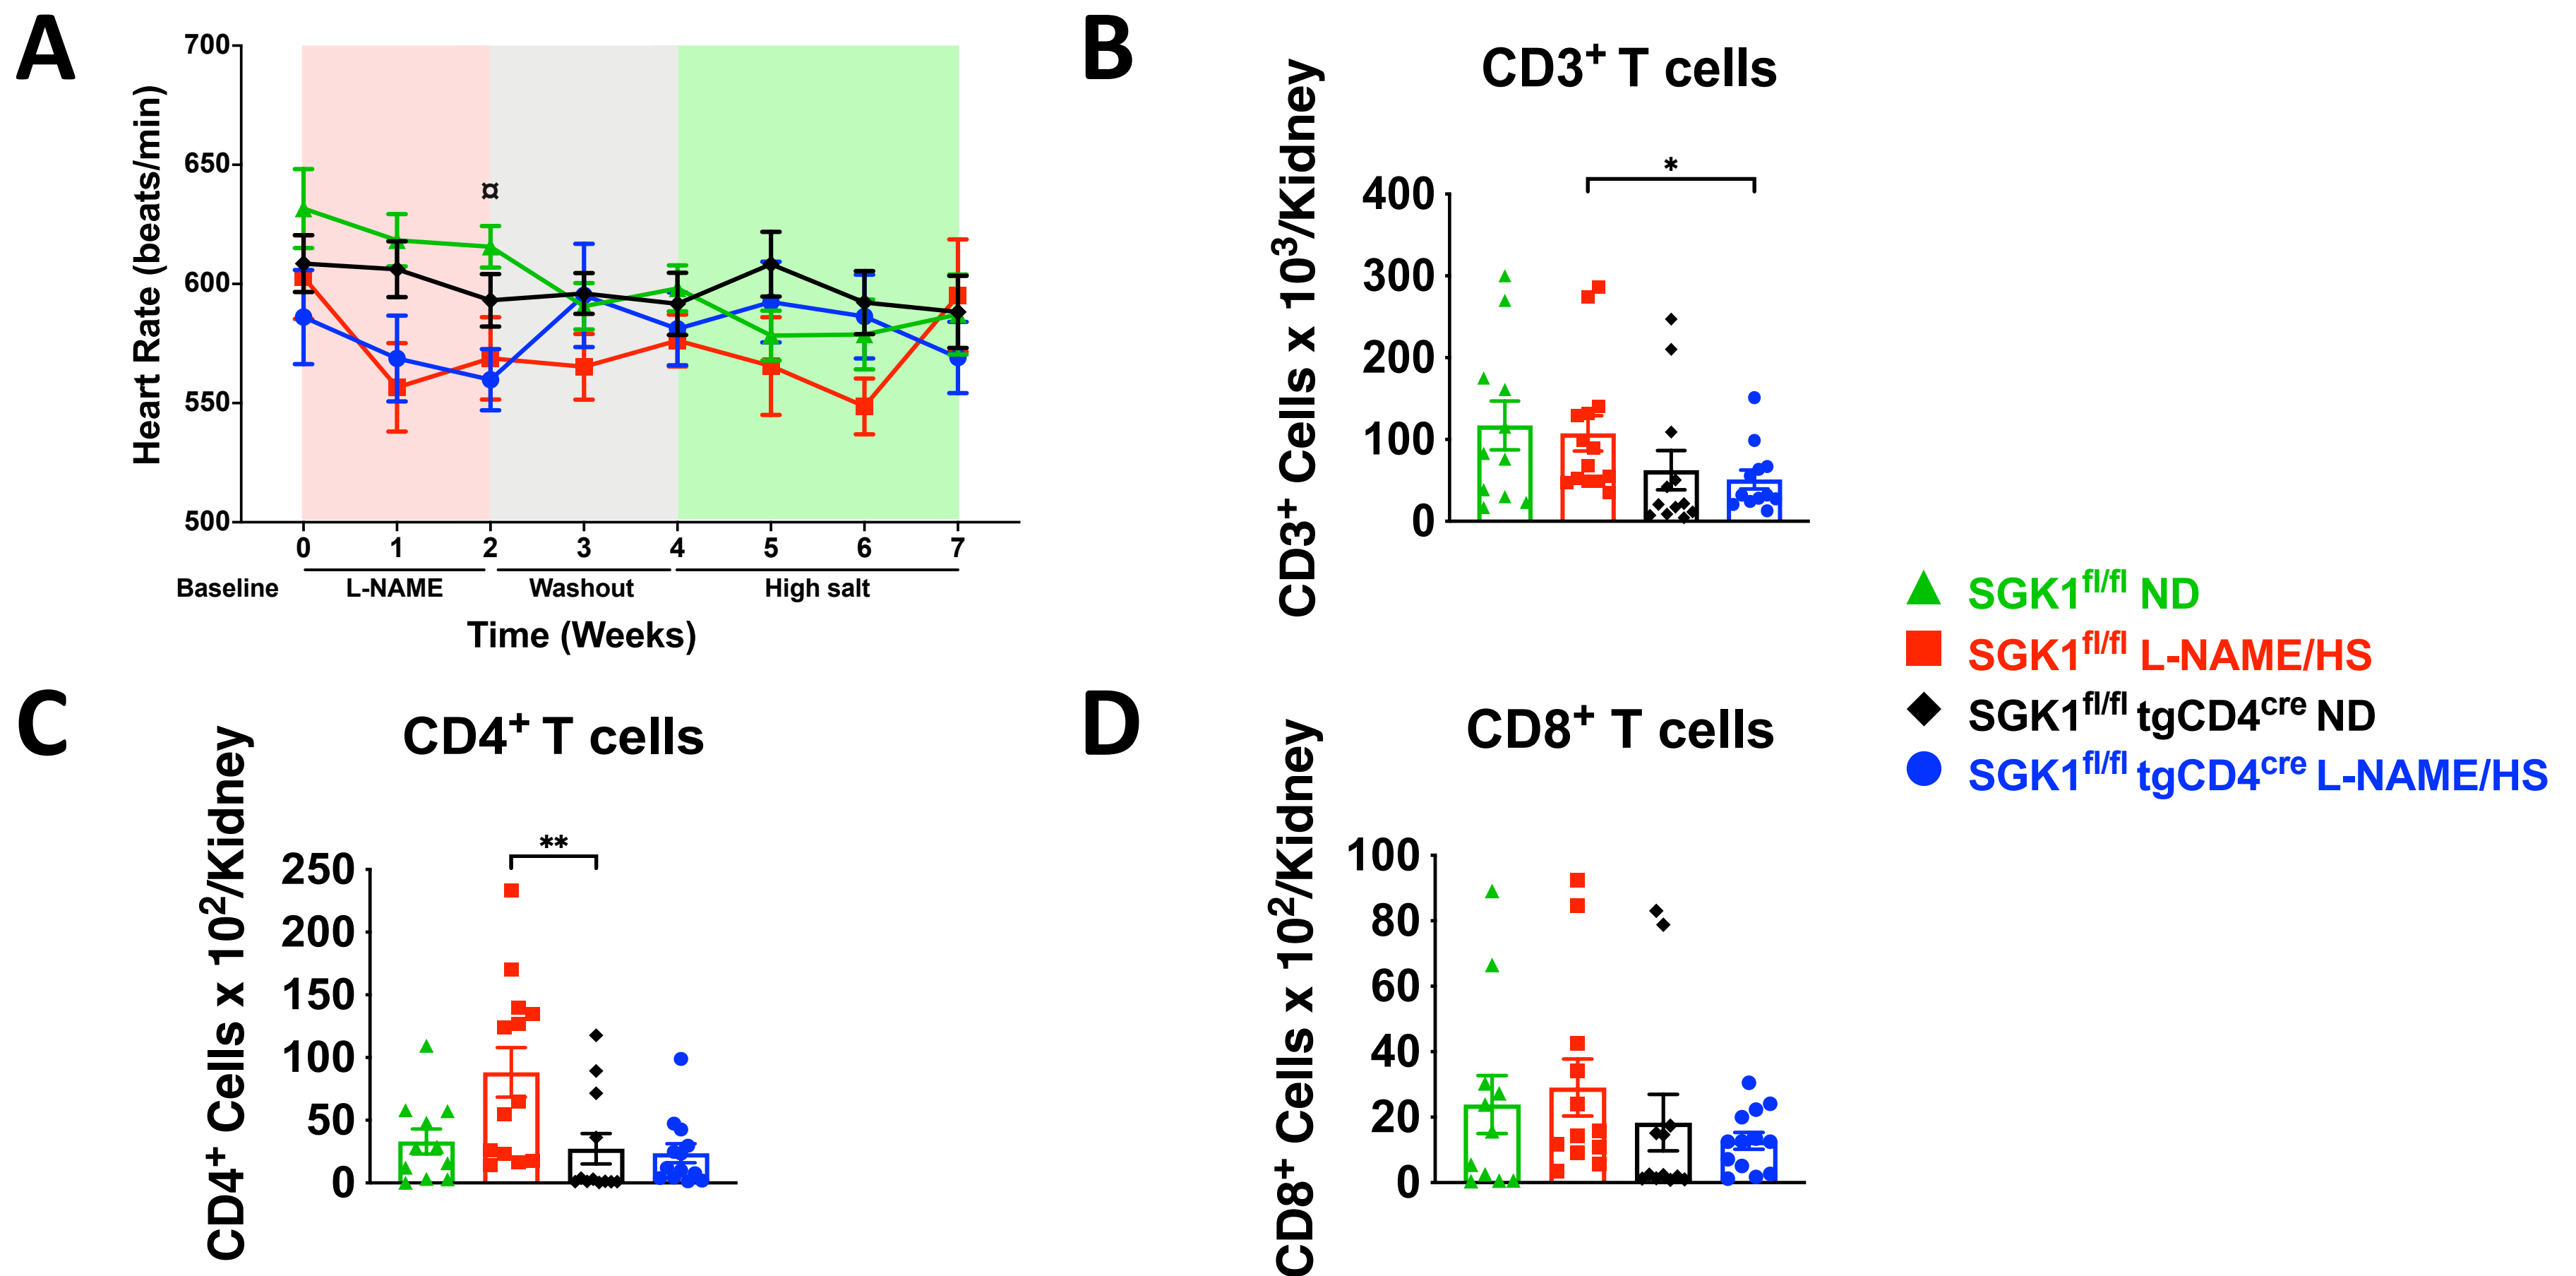 A
700
650
600
550
500
Heart Rate (beats/min)
¤
0 1 2 3 4 5 6 7
Baseline L-NAME Washout High salt
Time (Weeks)
B
CD3⁺ T cells
CD3⁺ Cells x 10³/Kidney
*
400
300
200
100
0
SGK1fl/fl ND
SGK1fl/fl L-NAME/HS
SGK1fl/fl tgCD4cre ND
SGK1fl/fl tgCD4cre L-NAME/HS
C
CD4⁺ T cells
CD4⁺ Cells x 10²/Kidney
**
250
200
150
100
50
0
D
CD8⁺ T cells
CD8⁺ Cells x 10²/Kidney
100
80
60
40
20
0